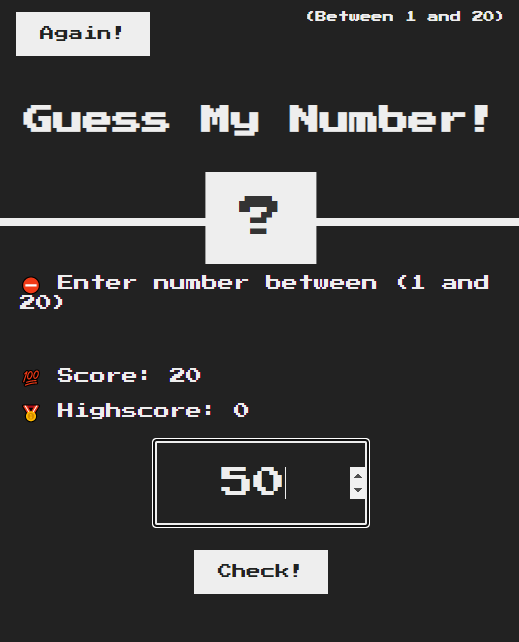 (Between 1 and 20)
Again!
Guess My Number!
?
⛔ Enter number between (1 and
20)
💯 Score: 20
🥇 Highscore: 0
50
Check!